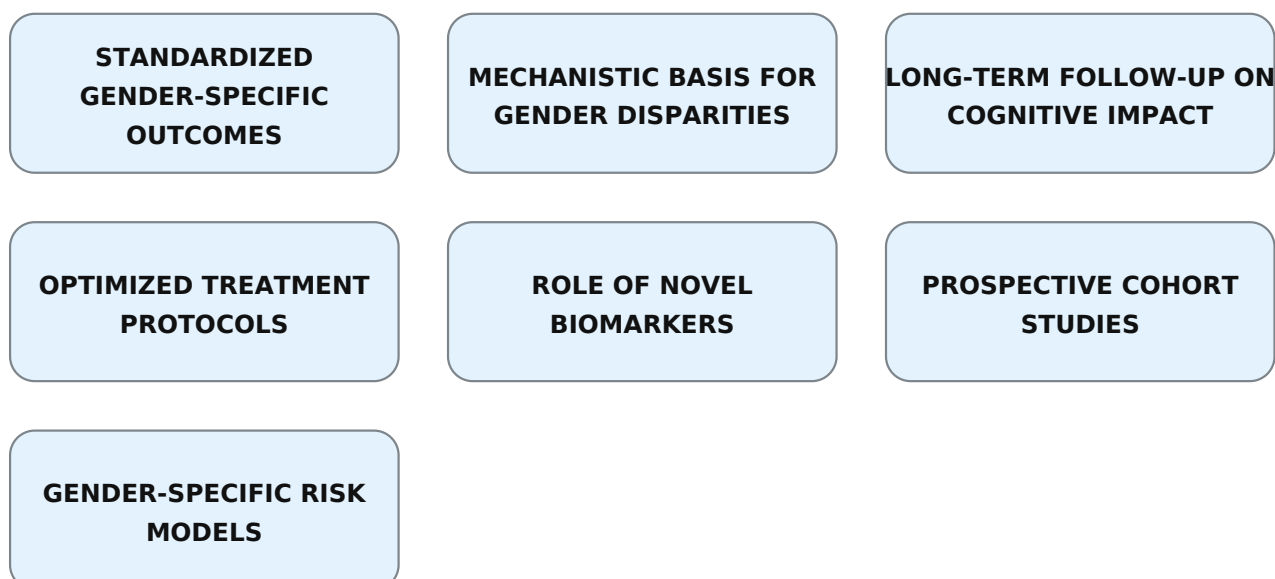 STANDARDIZED
GENDER-SPECIFIC
OUTCOMES
MECHANISTIC BASIS FOR
GENDER DISPARITIES
LONG-TERM FOLLOW-UP ON
COGNITIVE IMPACT
OPTIMIZED TREATMENT
PROTOCOLS
ROLE OF NOVEL
BIOMARKERS
PROSPECTIVE COHORT
STUDIES
GENDER-SPECIFIC RISK
MODELS